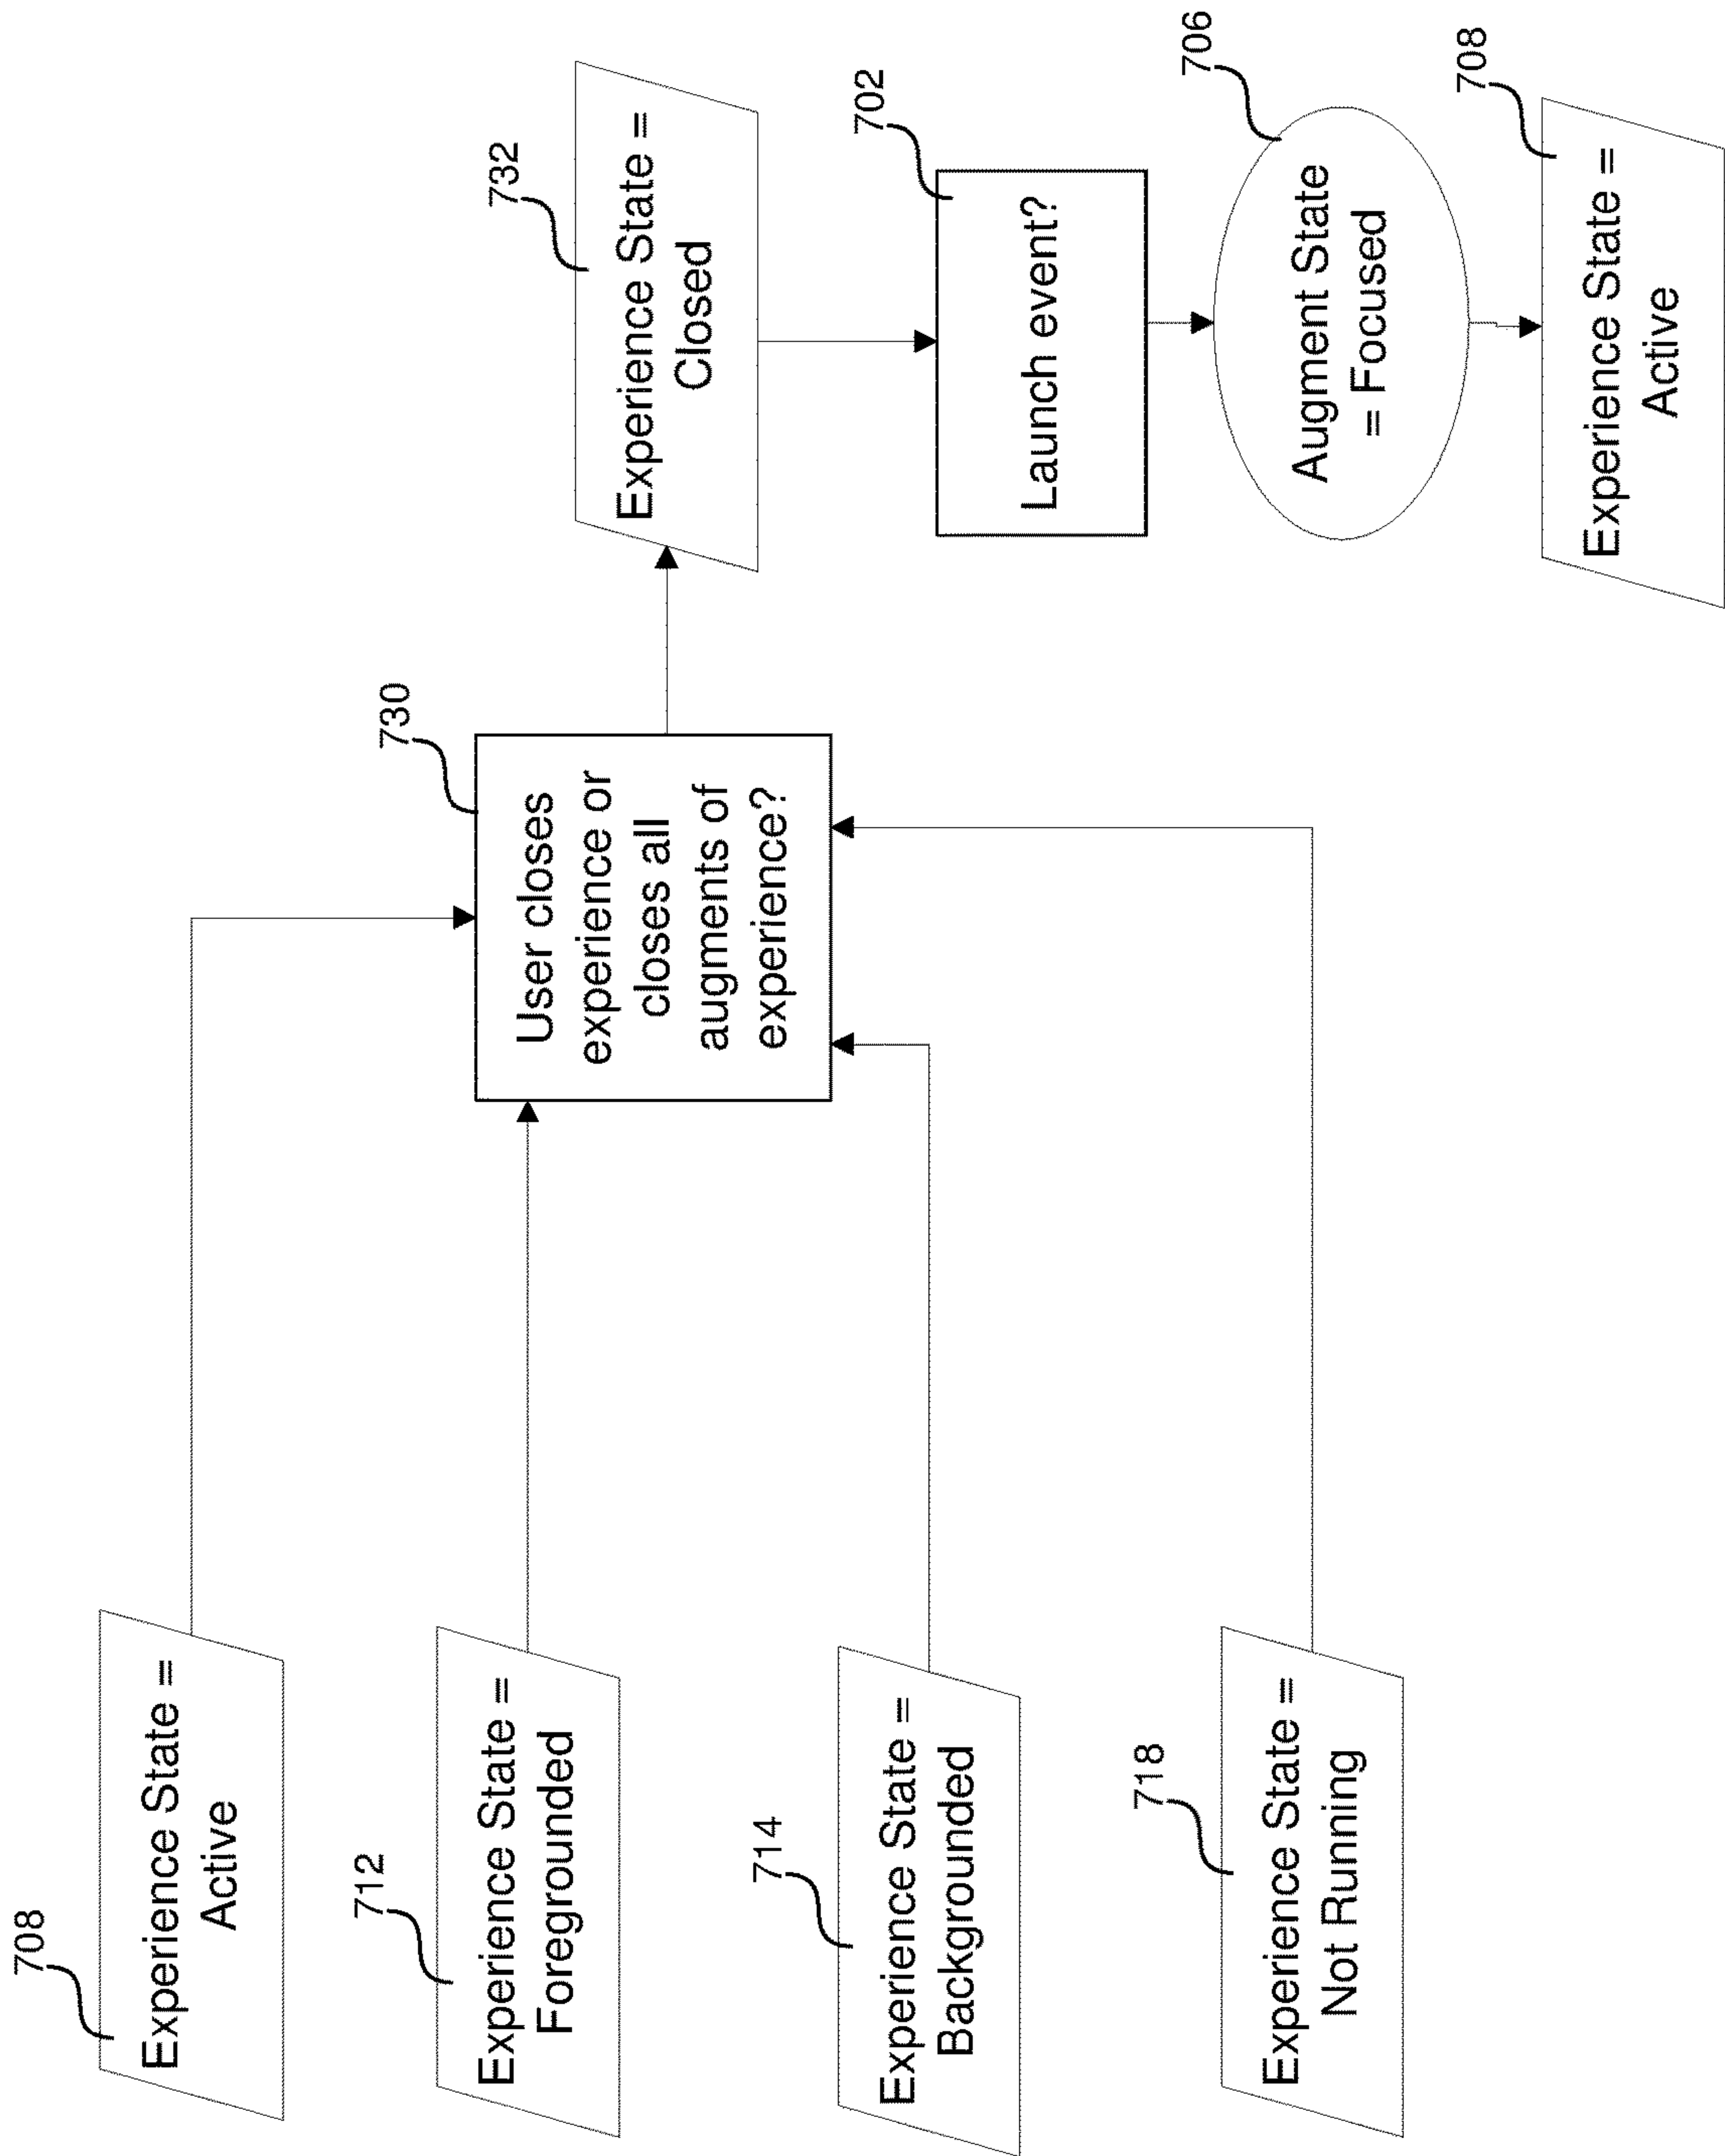 708
Experience State =
Active
712
Experience State =
Foregrounded
714
Experience State =
Backgrounded
718
Experience State =
Not Running
730
User closes
experience or
closes all
augments of
experience?
732
Experience State =
Closed
702
Launch event?
706
Augment State
= Focused
708
Experience State =
Active